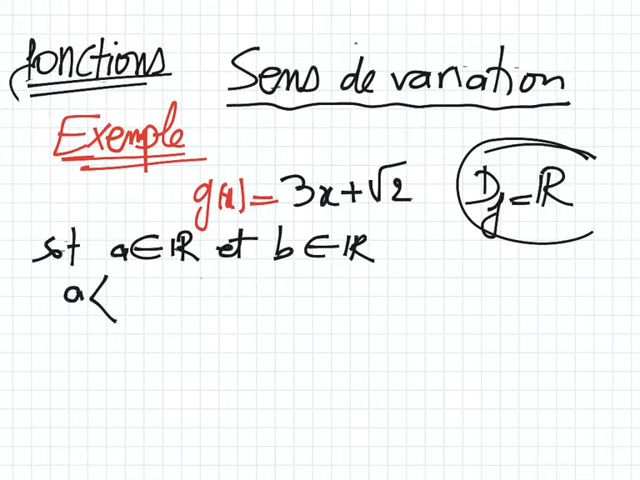 fonctions Sens de variation
Exemple
g(x) = 3x + √2 Dg = ℝ
soit a ∈ ℝ et b ∈ ℝ
a <